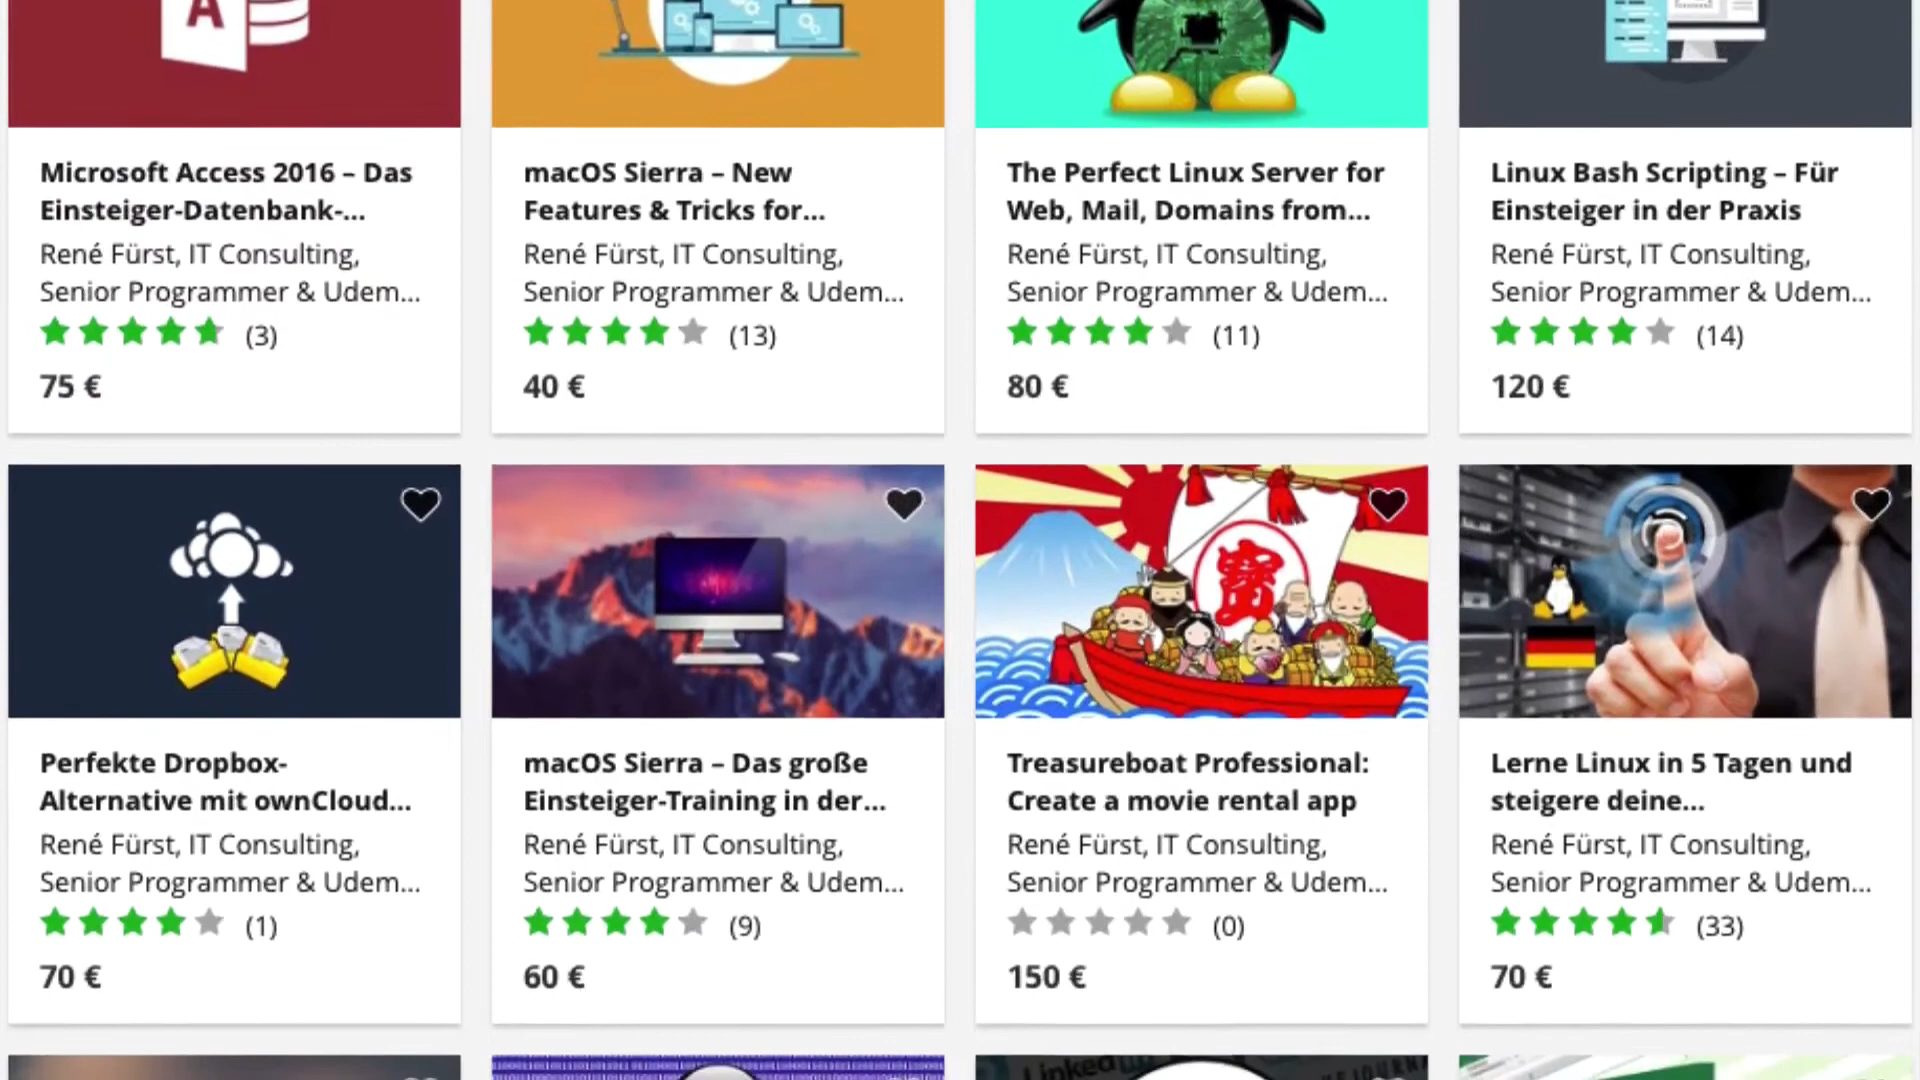 A
Microsoft Access 2016 – Das
Einsteiger-Datenbank-...
René Fürst, IT Consulting,
Senior Programmer & Udem...
(3)
75 €
macOS Sierra – New
Features & Tricks for...
René Fürst, IT Consulting,
Senior Programmer & Udem...
(13)
40 €
The Perfect Linux Server for
Web, Mail, Domains from...
René Fürst, IT Consulting,
Senior Programmer & Udem...
(11)
80 €
Linux Bash Scripting – Für
Einsteiger in der Praxis
René Fürst, IT Consulting,
Senior Programmer & Udem...
(14)
120 €
Perfekte Dropbox-
Alternative mit ownCloud...
René Fürst, IT Consulting,
Senior Programmer & Udem...
(1)
70 €
macOS Sierra – Das große
Einsteiger-Training in der...
René Fürst, IT Consulting,
Senior Programmer & Udem...
(9)
60 €
寶
Treasureboat Professional:
Create a movie rental app
René Fürst, IT Consulting,
Senior Programmer & Udem...
(0)
150 €
Lerne Linux in 5 Tagen und
steigere deine...
René Fürst, IT Consulting,
Senior Programmer & Udem...
(33)
70 €